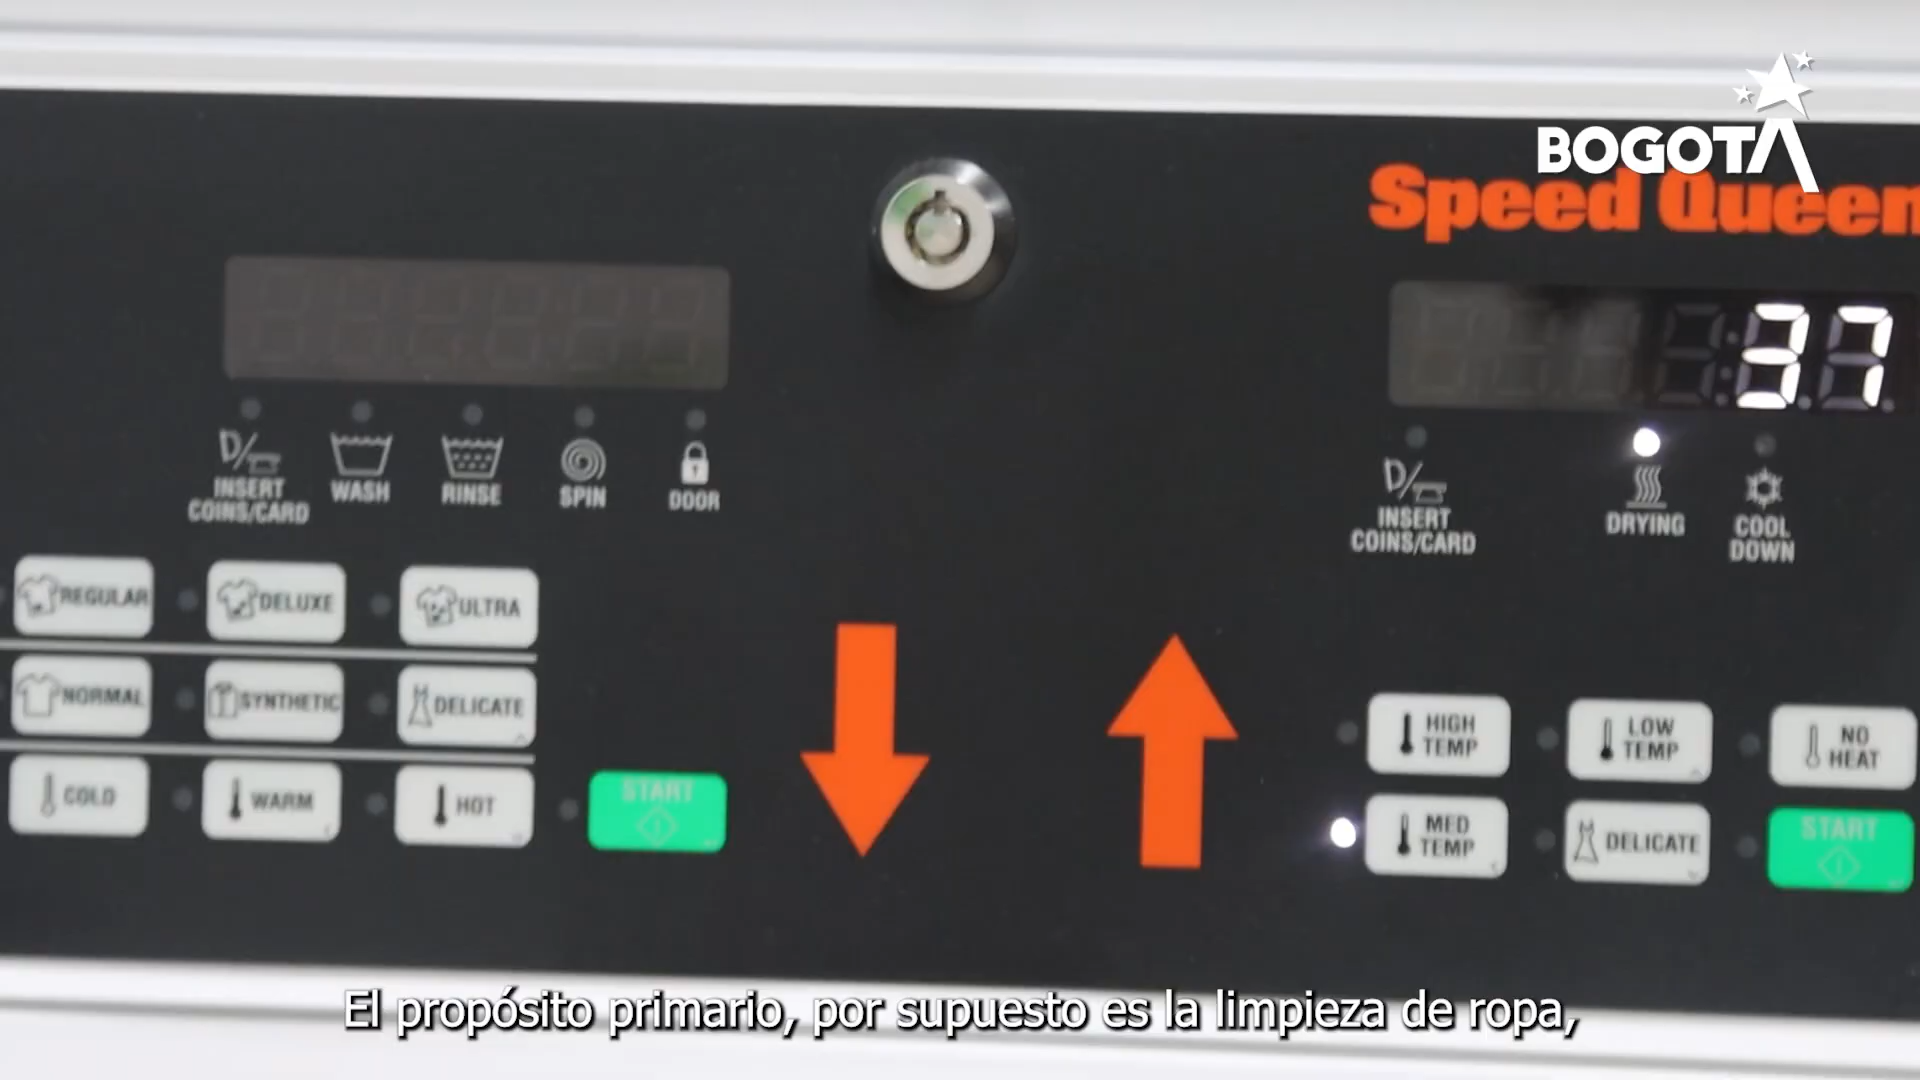 BOGOTÁ
Speed Queen
37
INSERT
COINS/CARD
WASH
RINSE
SPIN
DOOR
INSERT
COINS/CARD
DRYING
COOL
DOWN
REGULAR
DELUXE
ULTRA
NORMAL
SYNTHETIC
DELICATE
COLD
WARM
HOT
START
HIGH
TEMP
LOW
TEMP
NO
HEAT
MED
TEMP
DELICATE
START
El propósito primario, por supuesto es la limpieza de ropa,